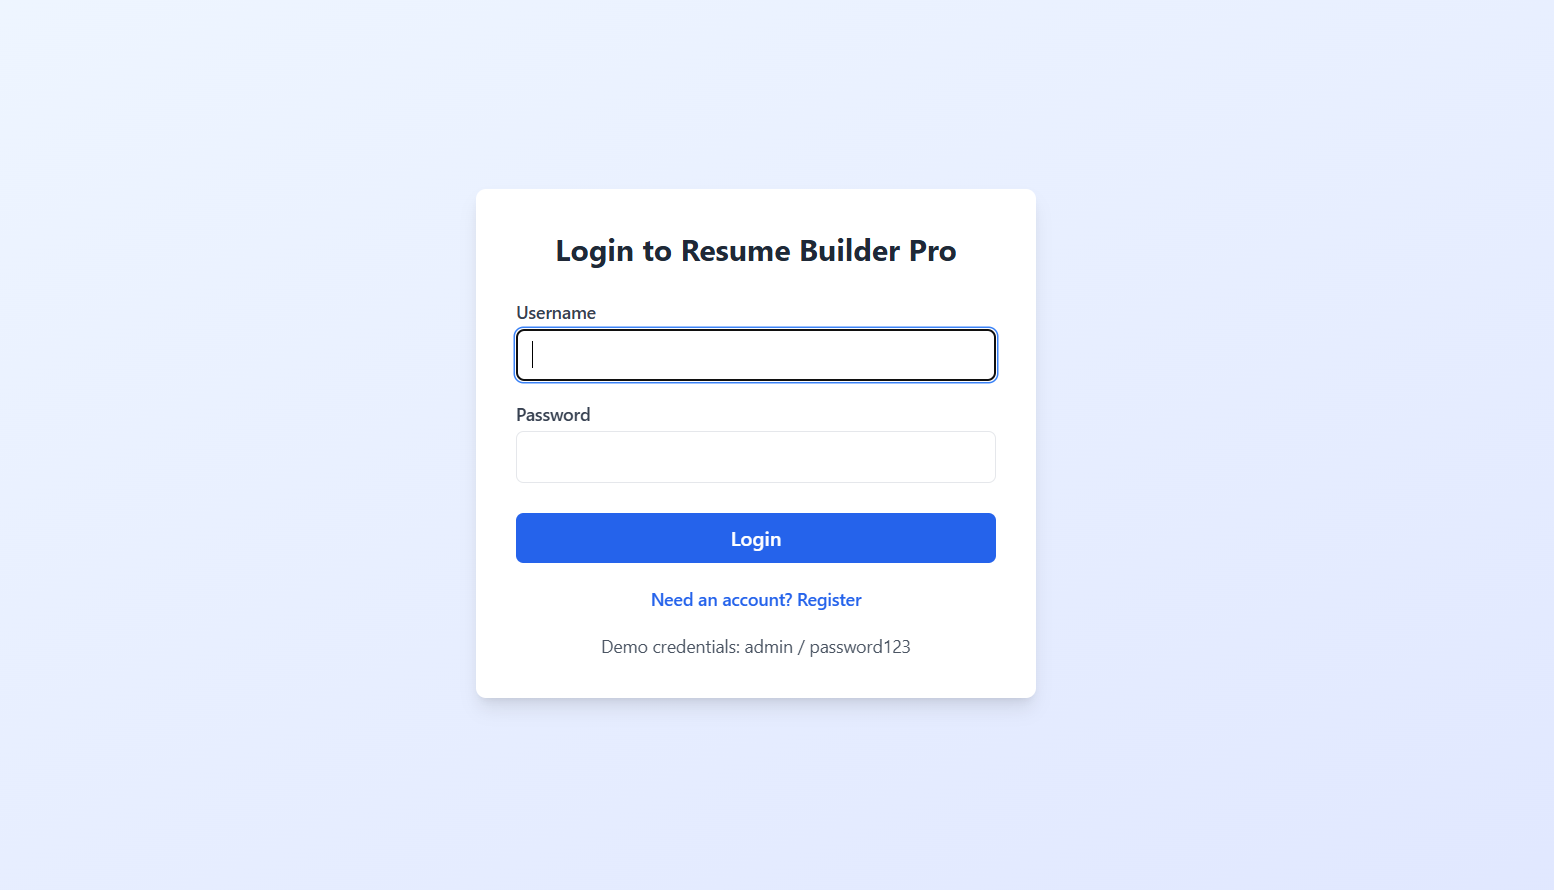 Login to Resume Builder Pro
Username
Password
Login
Need an account? Register
Demo credentials: admin / password123